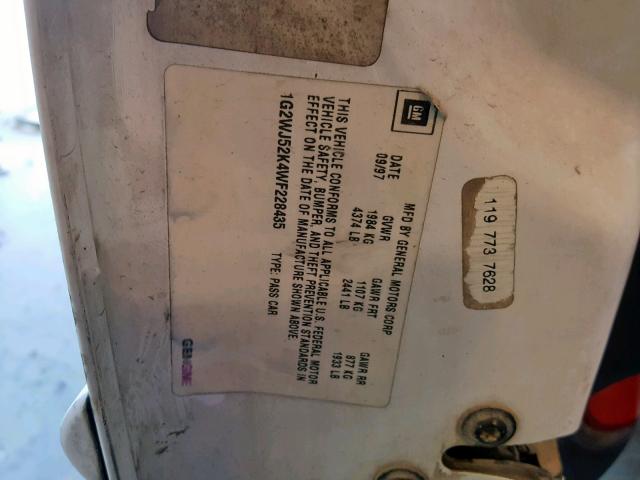 GM
MFD BY GENERAL MOTORS CORP
DATE GVWR GAWR FRT GAWR RR
09/97 1984 KG 1107 KG 877 KG
4374 LB 2441 LB 1933 LB
THIS VEHICLE CONFORMS TO ALL APPLICABLE U.S. FEDERAL MOTOR
VEHICLE SAFETY, BUMPER, AND THEFT PREVENTION STANDARDS IN
EFFECT ON THE DATE OF MANUFACTURE SHOWN ABOVE.
1G2WJ52K4WF228435 TYPE: PASS CAR
GENUINE
119 773 7628